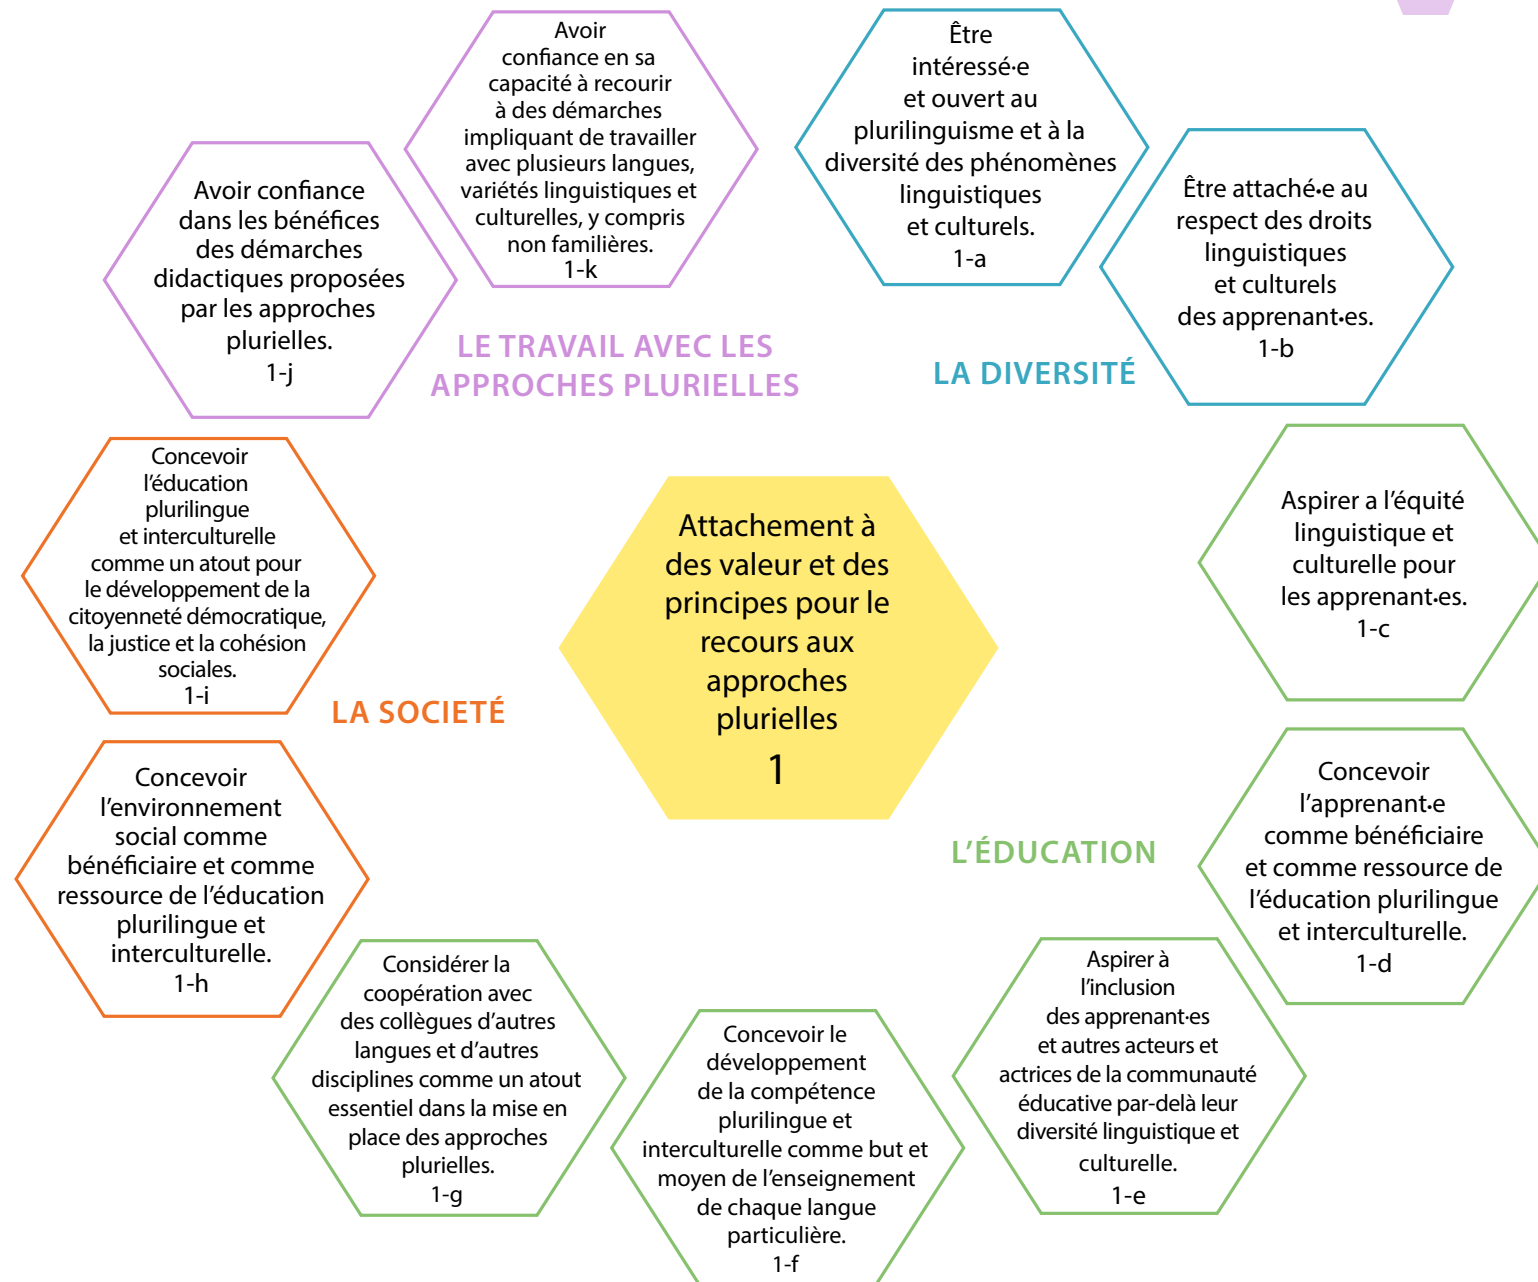 Avoir
confiance en sa
capacité à recourir
à des démarches
impliquant de travailler
avec plusieurs langues,
variétés linguistiques et
culturelles, y compris
non familières.
1-k
Être
intéressé·e
et ouvert au
plurilinguisme et à la
diversité des phénomènes
linguistiques
et culturels.
1-a
Avoir confiance
dans les bénéfices
des démarches
didactiques proposées
par les approches
plurielles.
1-j
Être attaché·e au
respect des droits
linguistiques
et culturels
des apprenant·es.
1-b
LE TRAVAIL AVEC LES
APPROCHES PLURIELLES
LA DIVERSITÉ
Concevoir
l'éducation
plurilingue
et interculturelle
comme un atout pour
le développement de la
citoyenneté démocratique,
la justice et la cohésion
sociales.
1-i
Attachement à
des valeur et des
principes pour le
recours aux
approches
plurielles
1
Aspirer a l'équité
linguistique et
culturelle pour
les apprenant·es.
1-c
LA SOCIETÉ
Concevoir
l'environnement
social comme
bénéficiaire et comme
ressource de l'éducation
plurilingue et
interculturelle.
1-h
L'ÉDUCATION
Concevoir
l'apprenant·e
comme bénéficiaire
et comme ressource de
l'éducation plurilingue
et interculturelle.
1-d
Considérer la
coopération avec
des collègues d'autres
langues et d'autres
disciplines comme un atout
essentiel dans la mise en
place des approches
plurielles.
1-g
Concevoir le
développement
de la compétence
plurilingue et
interculturelle comme but et
moyen de l'enseignement
de chaque langue
particulière.
1-f
Aspirer à
l'inclusion
des apprenant·es
et autres acteurs et
actrices de la communauté
éducative par-delà leur
diversité linguistique et
culturelle.
1-e